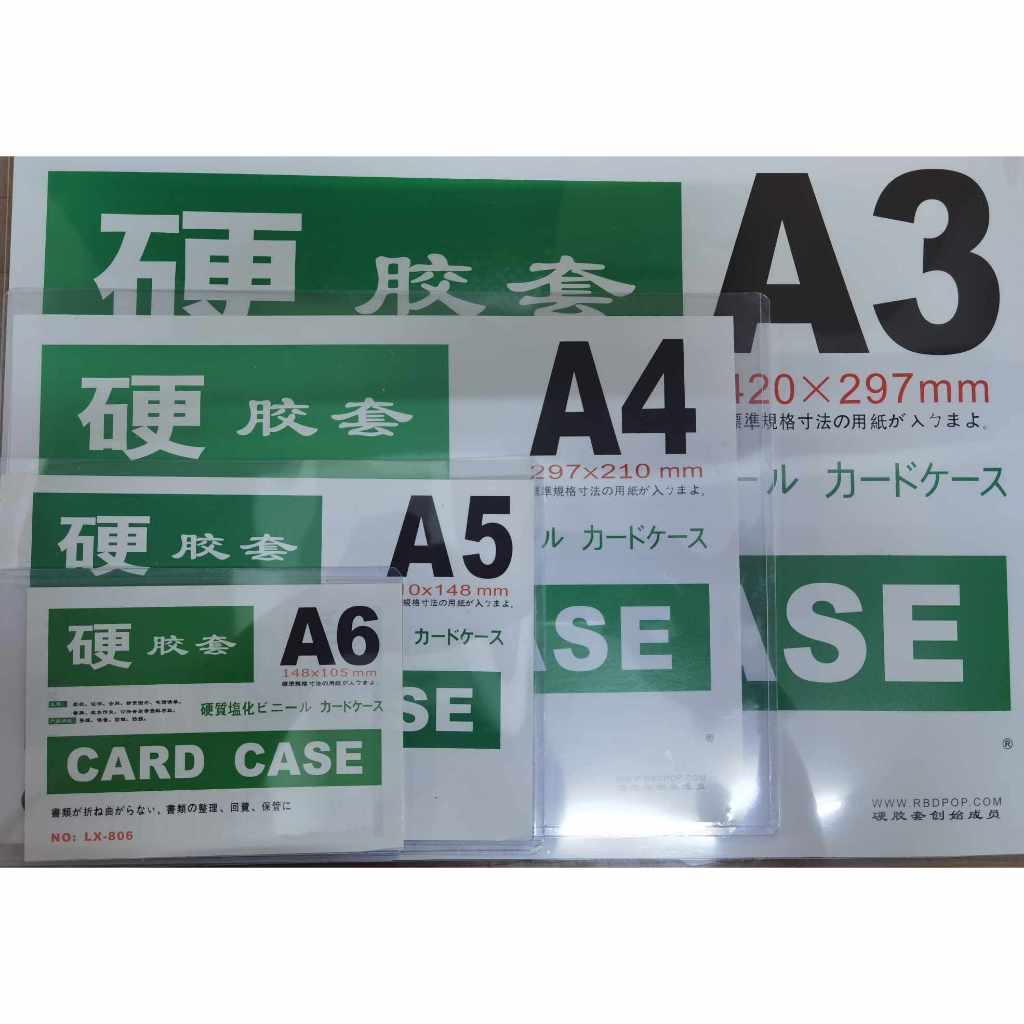 硬 胶套
A3
420×297mm
標準規格寸法の用紙が入りまよ。
ール カードケース
ASE
®
WWW.RBDPOP.COM
硬胶套创始成员
硬 胶套
A4
297×210 mm
標準規格寸法の用紙が入りまよ。
ル カードケース
ASE
®
硬 胶套
A5
10×148 mm
規格寸法の用紙が入りまよ。
カードケース
SE
硬 胶套
A6
148×105 mm
標準規格寸法の用紙が入りまよ。
硬質塩化ビニール カードケース
CARD CASE
書類が折ね曲がらない、書類の整理、回費、保管に
NO: LX-806